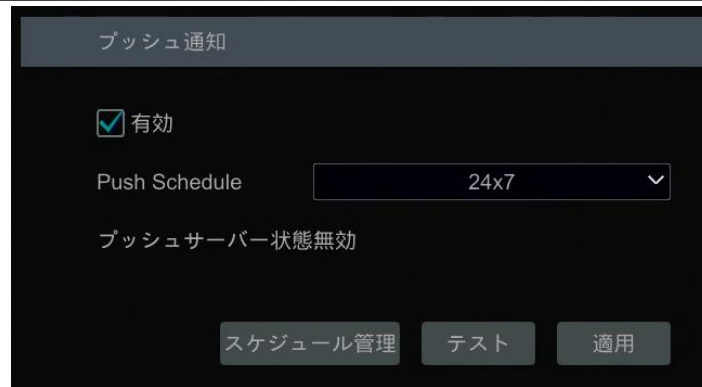 プッシュ通知
有効
Push Schedule 24x7
プッシュサーバー状態無効
スケジュール管理 テスト 適用